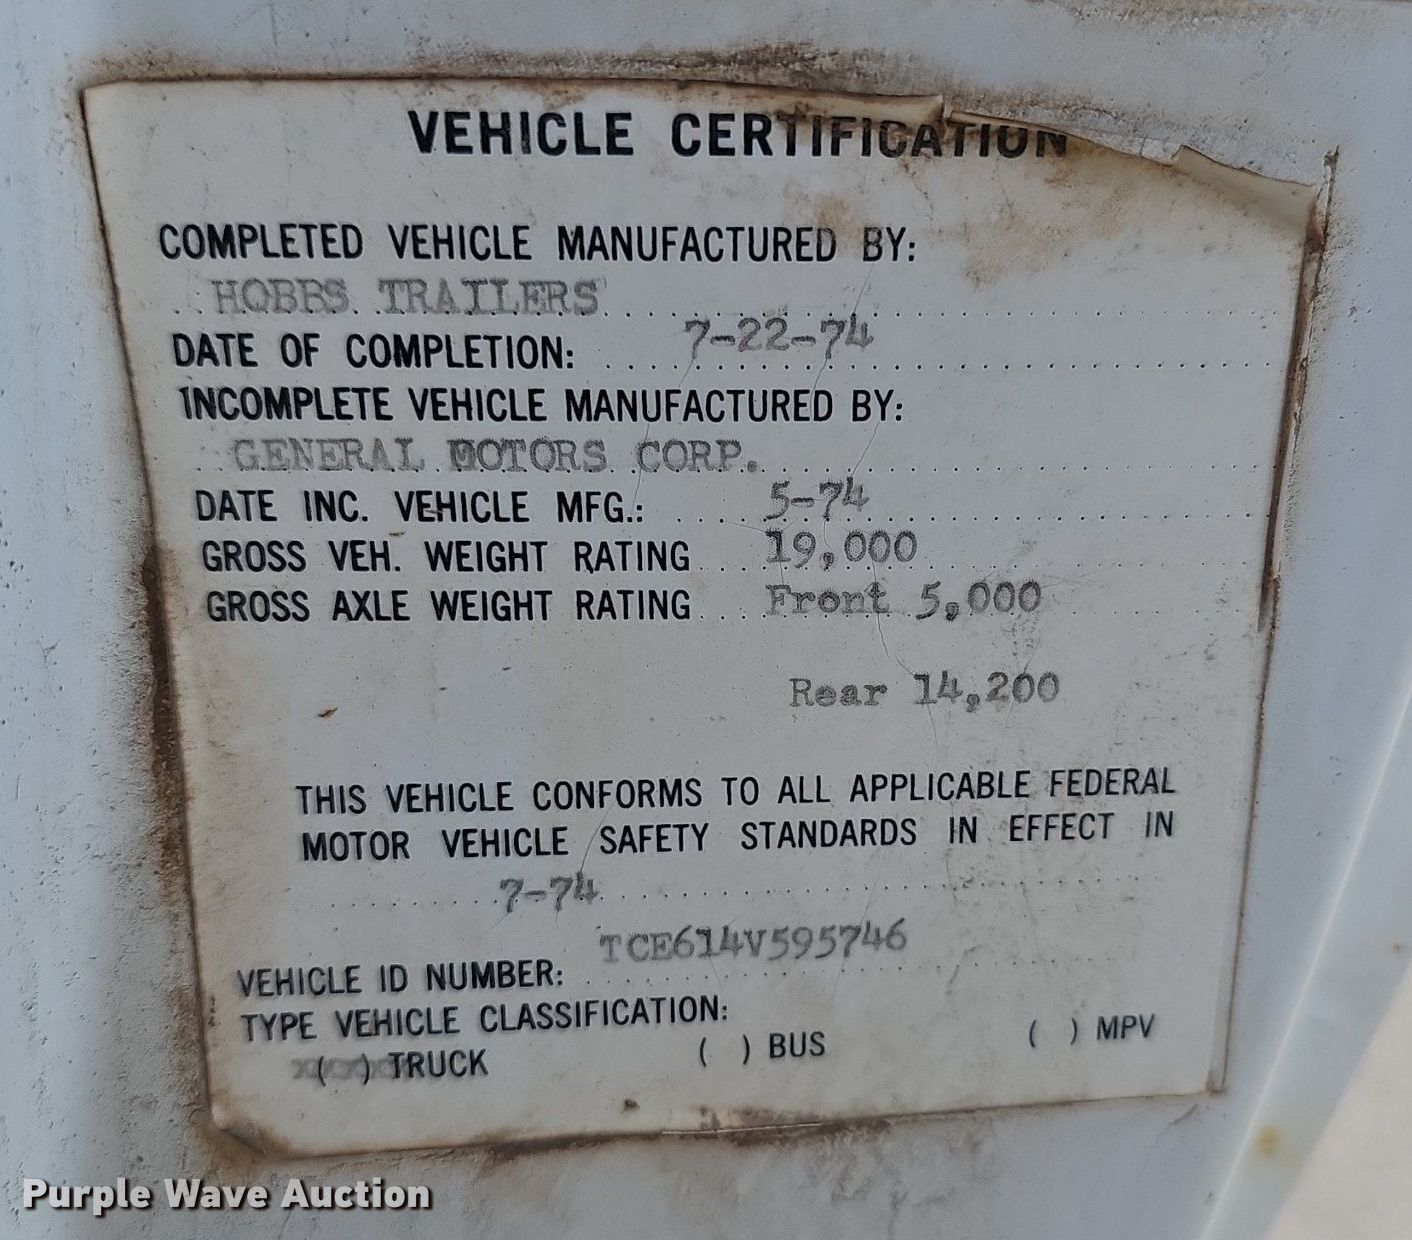 VEHICLE CERTIFICATION
COMPLETED VEHICLE MANUFACTURED BY:
HOBBS TRAILERS
DATE OF COMPLETION: 7-22-74
INCOMPLETE VEHICLE MANUFACTURED BY:
GENERAL MOTORS CORP.
DATE INC. VEHICLE MFG.: 5-74
GROSS VEH. WEIGHT RATING 19,000
GROSS AXLE WEIGHT RATING Front 5,000
Rear 14,200
THIS VEHICLE CONFORMS TO ALL APPLICABLE FEDERAL
MOTOR VEHICLE SAFETY STANDARDS IN EFFECT IN
7-74
VEHICLE ID NUMBER: TCE614V595746
TYPE VEHICLE CLASSIFICATION:
( ) TRUCK ( ) BUS ( ) MPV
Purple Wave Auction